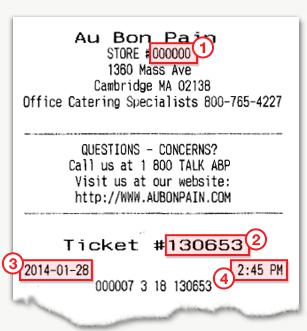 Au Bon Pain
STORE #000000
1
1360 Mass Ave
Cambridge MA 02138
Office Catering Specialists 800-765-4227
QUESTIONS - CONCERNS?
Call us at 1 800 TALK ABP
Visit us at our website:
http://WWW.AUBONPAIN.COM
Ticket #130653
2
3
2014-01-28
4
2:45 PM
000007 3 18 130653